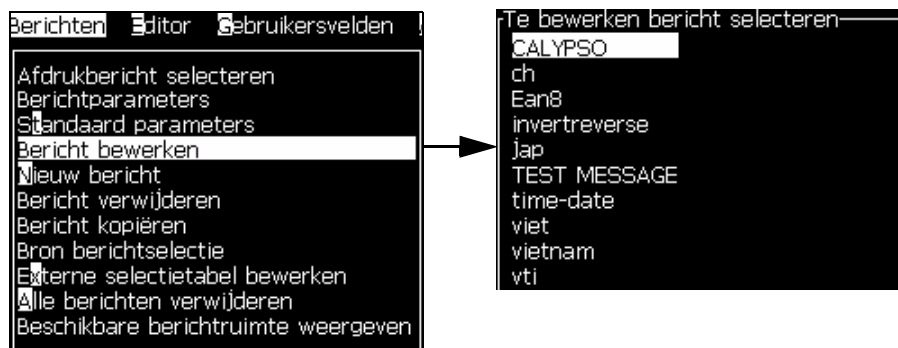 Berichten Editor Gebruikersvelden
Afdrukbericht selecteren
Berichtparameters
Standaard parameters
Bericht bewerken
Nieuw bericht
Bericht verwijderen
Bericht kopiëren
Bron berichtselectie
Externe selectietabel bewerken
Alle berichten verwijderen
Beschikbare berichtruimte weergeven
Te bewerken bericht selecteren
CALYPSO
ch
Ean8
invertreverse
jap
TEST MESSAGE
time-date
viet
vietnam
vti